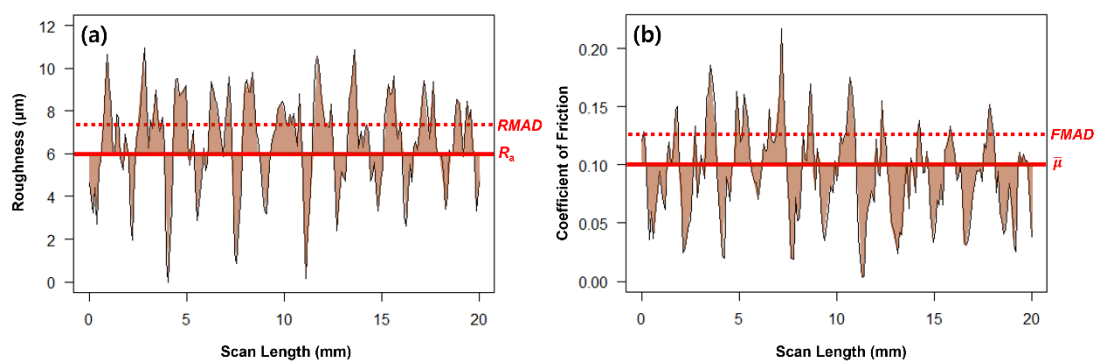 (a)
12
10
8
6
4
2
0
Roughness (µm)
RMAD
Rₐ
0 5 10 15 20
Scan Length (mm)
(b)
0.20
0.15
0.10
0.05
0.00
Coefficient of Friction
FMAD
μ̅
0 5 10 15 20
Scan Length (mm)